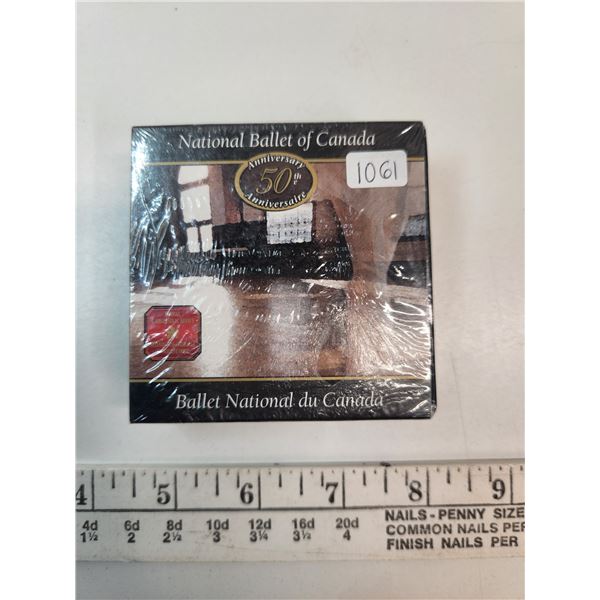 National Ballet of Canada
Anniversary
50th
e
Anniversaire
1061
Ballet National du Canada
4 5 6 7 8 9
4d 6d 8d 10d 12d 16d 20d
1½ 2 2½ 3 3¼ 3½ 4
NAILS - PENNY SIZE
COMMON NAILS PER
FINISH NAILS PER